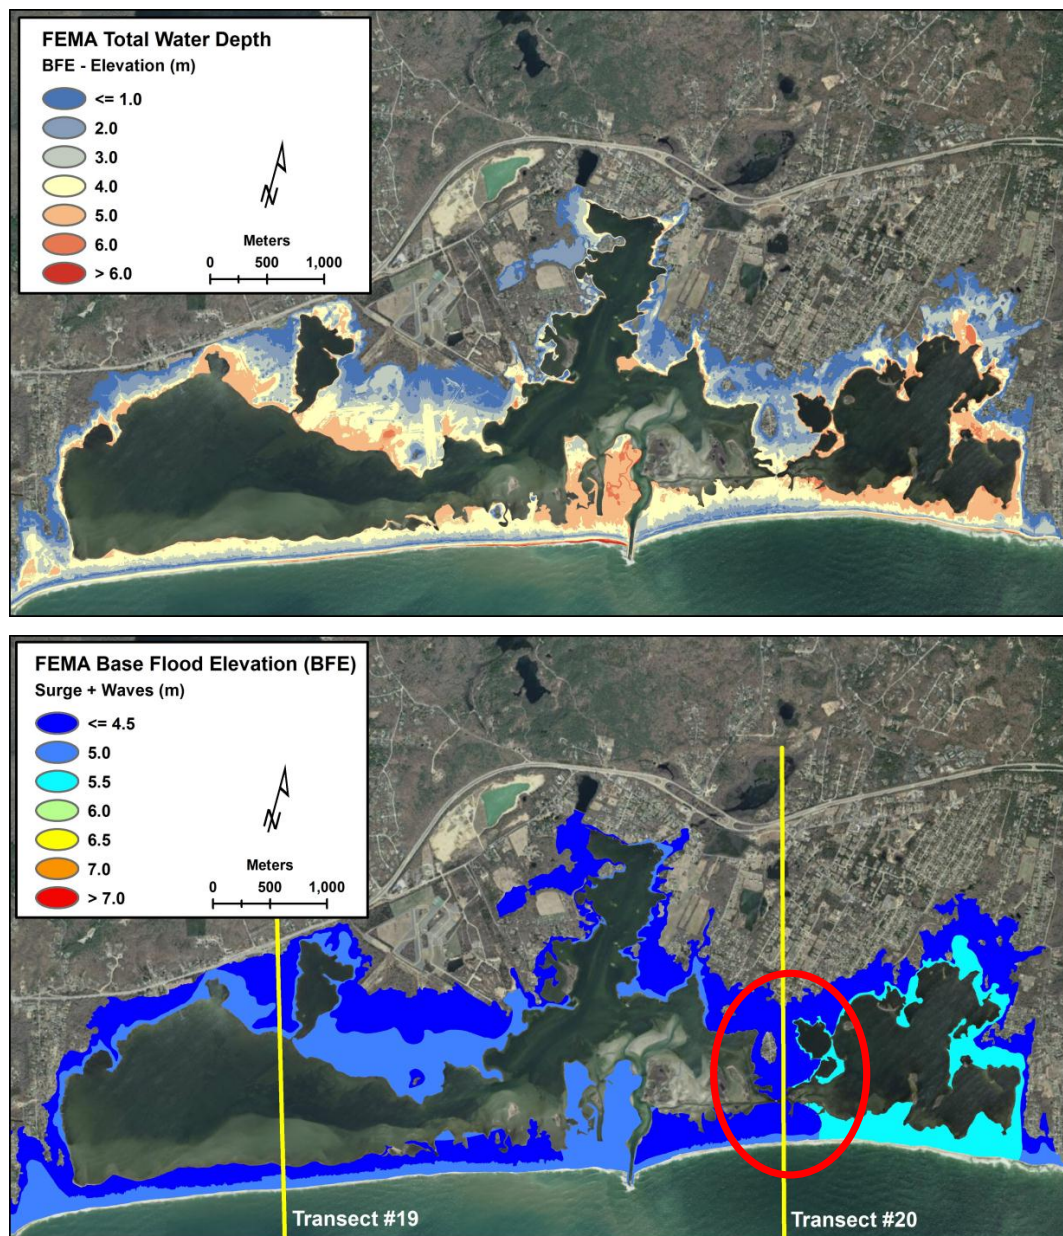 FEMA Total Water Depth
BFE - Elevation (m)
<= 1.0
2.0
3.0
4.0
5.0
6.0
> 6.0
N
Meters
0 500 1,000
FEMA Base Flood Elevation (BFE)
Surge + Waves (m)
<= 4.5
5.0
5.5
6.0
6.5
7.0
> 7.0
N
Meters
0 500 1,000
Transect #19
Transect #20